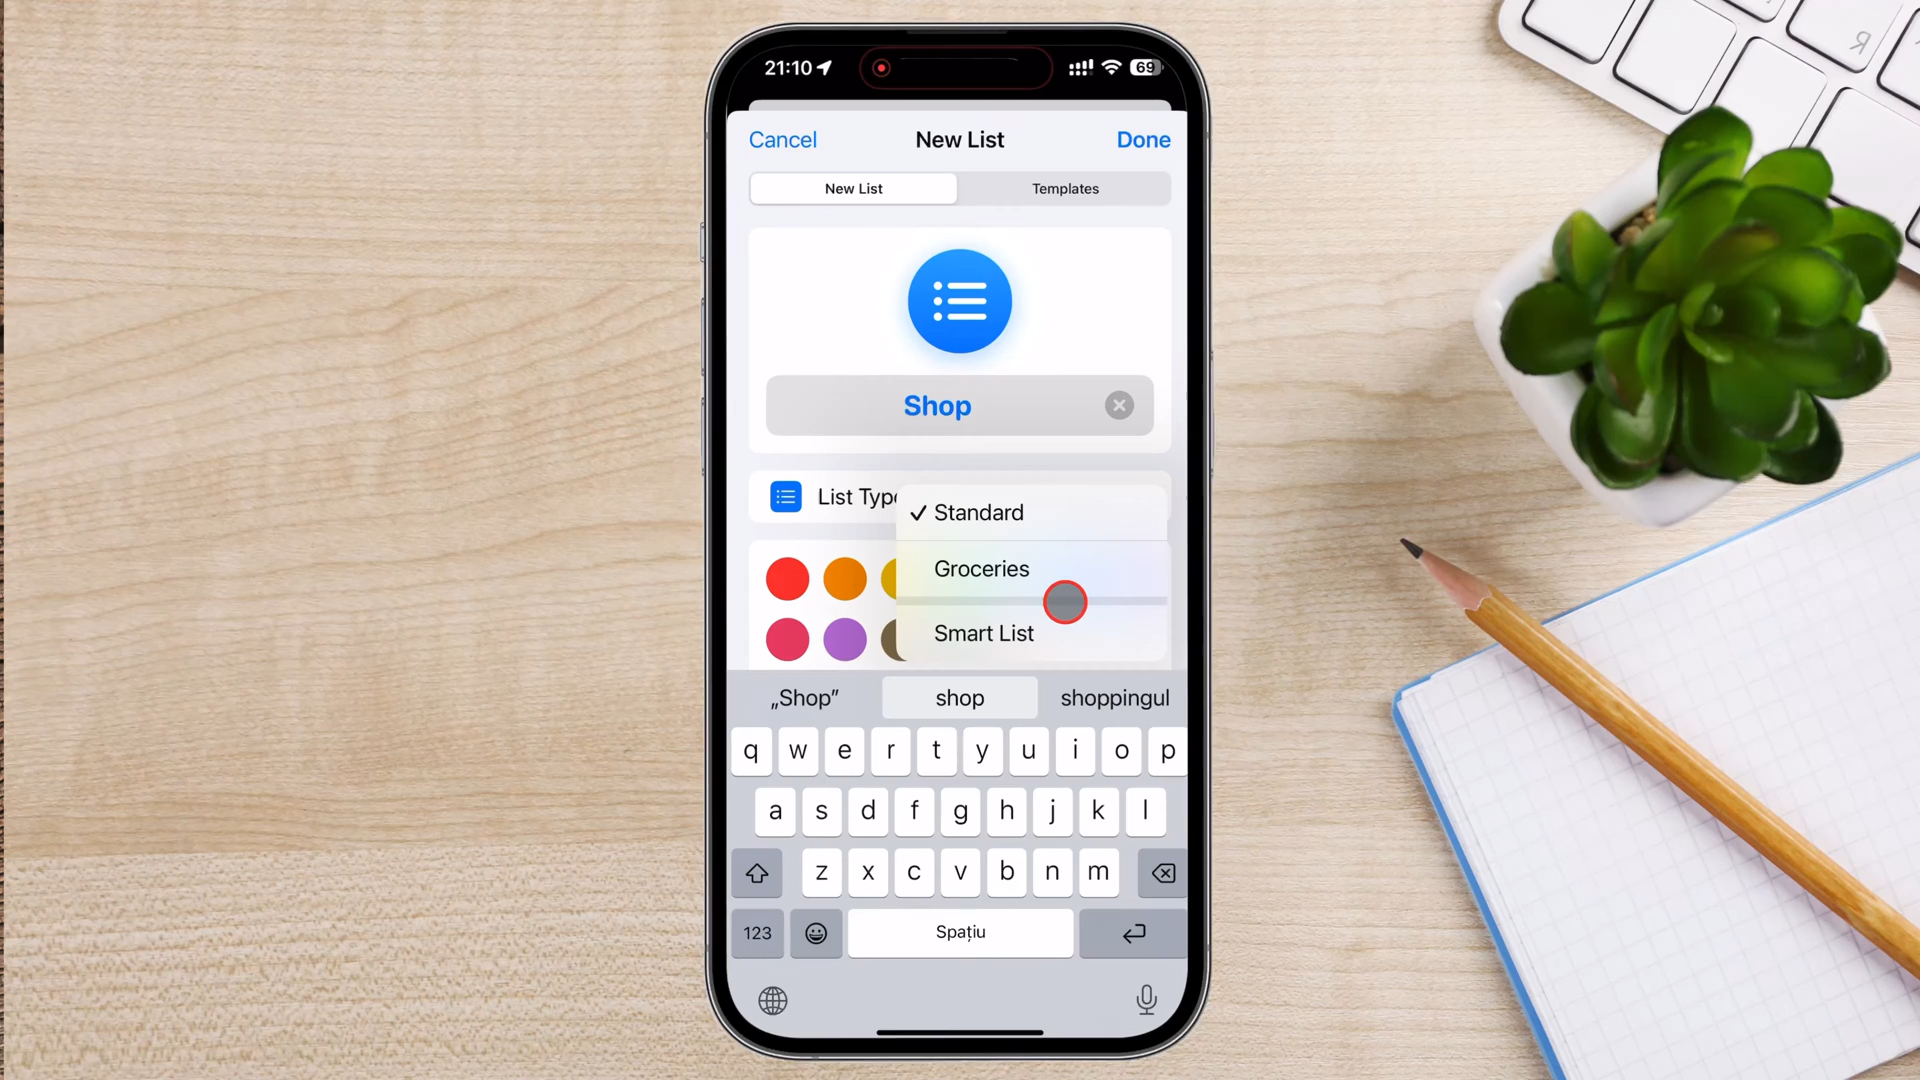 21:10
69
Cancel
New List
Done
New List
Templates
Shop
List Type
Standard
Groceries
Smart List
„Shop”
shop
shoppingul
q w e r t y u i o p
a s d f g h j k l
z x c v b n m
123
Spațiu
R